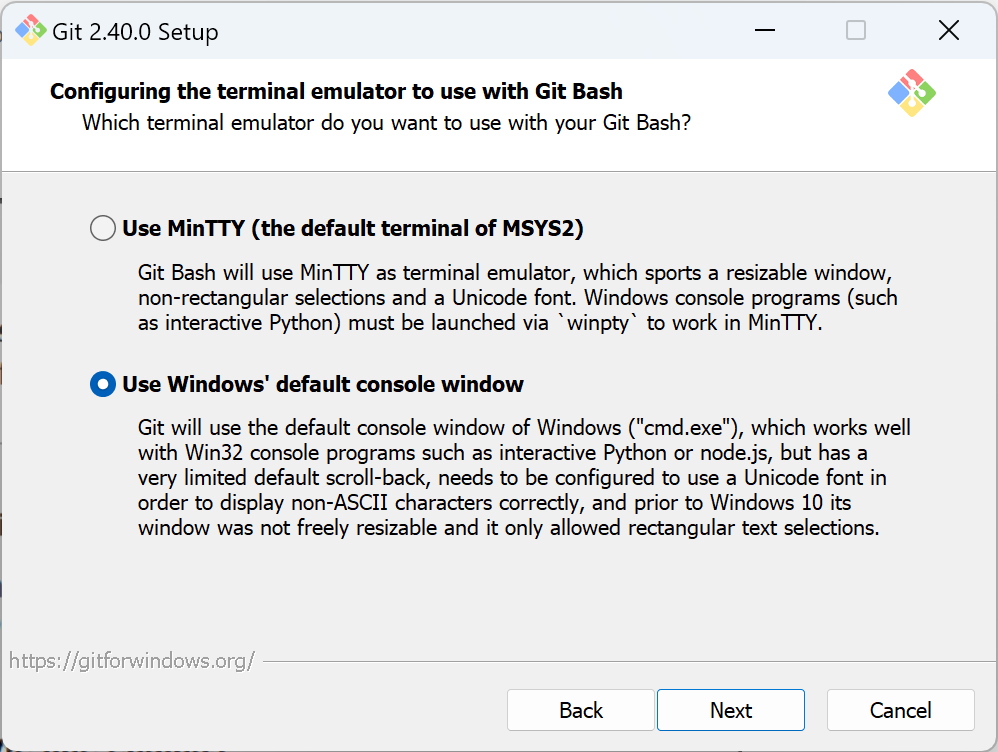 Git 2.40.0 Setup
Configuring the terminal emulator to use with Git Bash
Which terminal emulator do you want to use with your Git Bash?
Use MinTTY (the default terminal of MSYS2)
Git Bash will use MinTTY as terminal emulator, which sports a resizable window,
non-rectangular selections and a Unicode font. Windows console programs (such
as interactive Python) must be launched via `winpty` to work in MinTTY.
Use Windows' default console window
Git will use the default console window of Windows ("cmd.exe"), which works well
with Win32 console programs such as interactive Python or node.js, but has a
very limited default scroll-back, needs to be configured to use a Unicode font in
order to display non-ASCII characters correctly, and prior to Windows 10 its
window was not freely resizable and it only allowed rectangular text selections.
https://gitforwindows.org/
Back
Next
Cancel